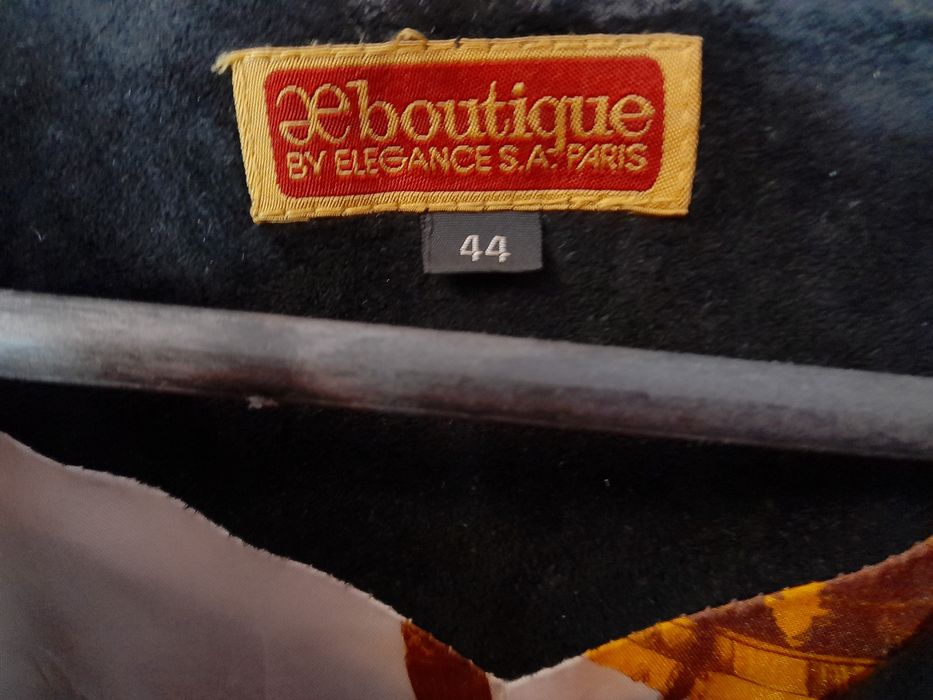 æboutique
BY ELEGANCE S.A. PARIS
44